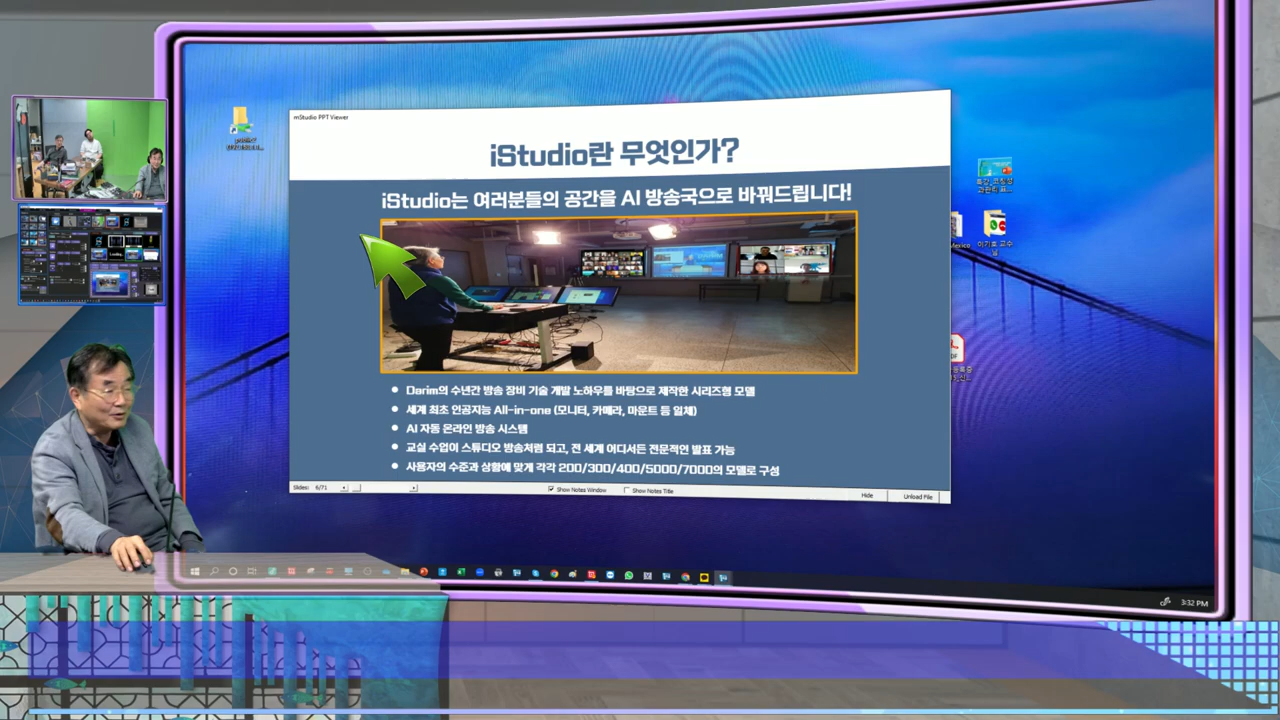 mStudio PPT Viewer
iStudio란 무엇인가?
iStudio는 여러분들의 공간을 AI 방송국으로 바꿔드립니다!
Darim의 수년간 방송 장비 기술 개발 노하우를 바탕으로 제작한 시리즈형 모델
세계 최초 인공지능 All-in-one (모니터, 카메라, 마운트 등 일체)
AI 자동 온라인 방송 시스템
교실 수업이 스튜디오 방송처럼 되고, 전 세계 어디서든 전문적인 발표 가능
사용자의 수준과 상황에 맞게 각각 200/300/400/5000/7000의 모델로 구성
Slides: 6/71
Show Notes Window
Show Notes Title
Hide
Unload File
이기호 교수
3:32 PM